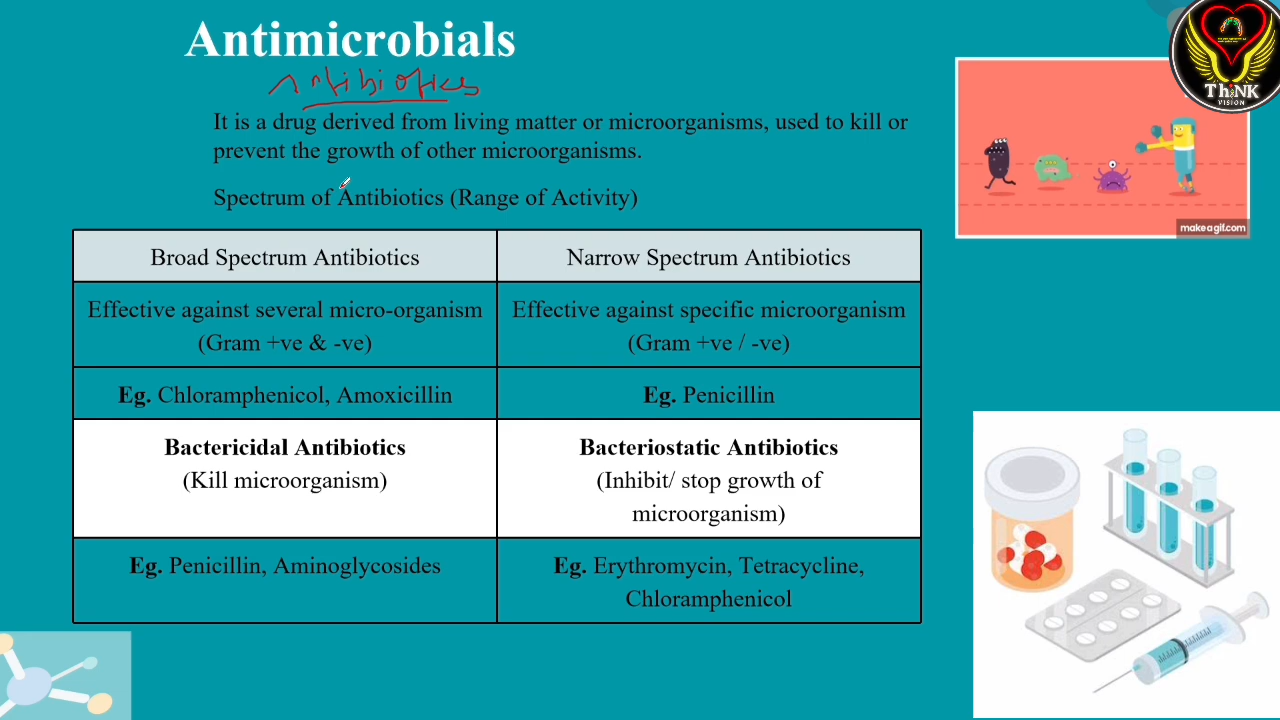 Antimicrobials
Antibiotics
It is a drug derived from living matter or microorganisms, used to kill or
prevent the growth of other microorganisms.
Spectrum of Antibiotics (Range of Activity)
Broad Spectrum Antibiotics
Narrow Spectrum Antibiotics
Effective against several micro-organism
(Gram +ve & -ve)
Effective against specific microorganism
(Gram +ve / -ve)
Eg. Chloramphenicol, Amoxicillin
Eg. Penicillin
Bactericidal Antibiotics
(Kill microorganism)
Bacteriostatic Antibiotics
(Inhibit/ stop growth of
microorganism)
Eg. Penicillin, Aminoglycosides
Eg. Erythromycin, Tetracycline,
Chloramphenicol
ThiNK
VISION
makeagif.com